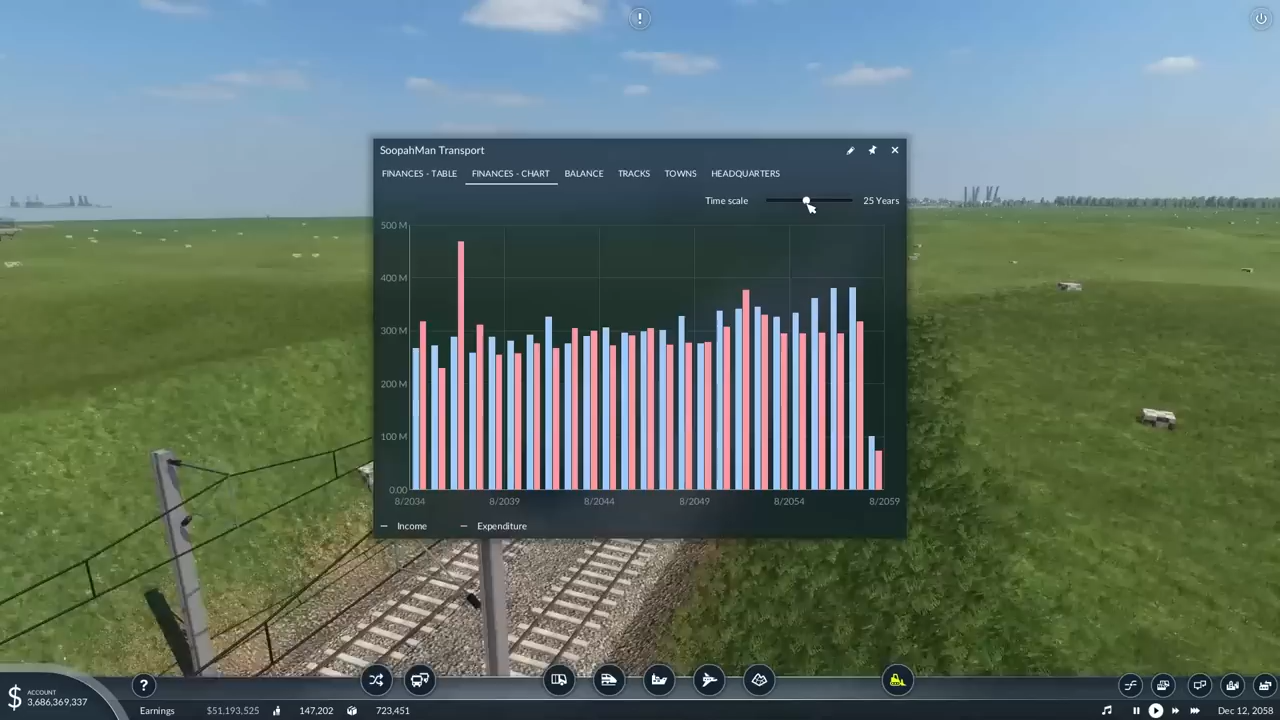 !
SoopahMan Transport
FINANCES - TABLE FINANCES - CHART BALANCE TRACKS TOWNS HEADQUARTERS
Time scale 25 Years
500 M
400 M
300 M
200 M
100 M
0.00
8/2034 8/2039 8/2044 8/2049 8/2054 8/2059
Income Expenditure
$ ACCOUNT
3,686,369,337
?
Earnings $51,193,525 147,202 723,451 Dec 12, 2058